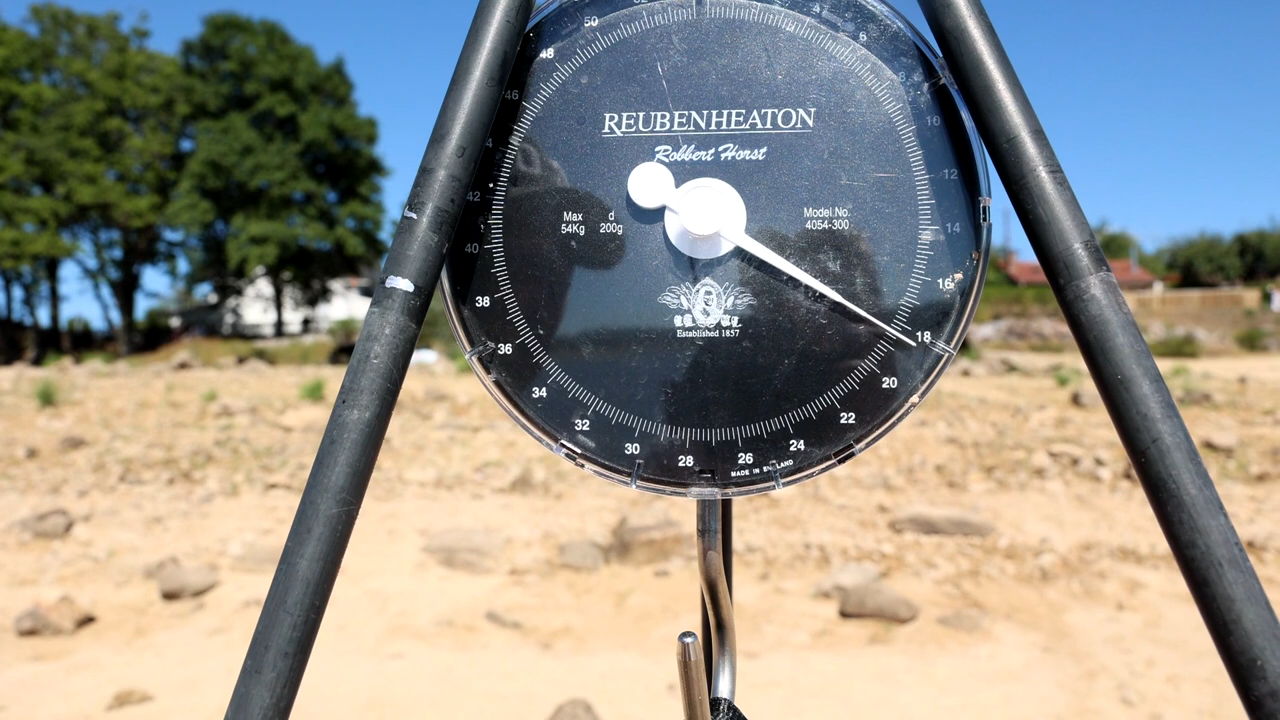 50
4
6
48
8
46
10
REUBENHEATON
Robbert Horst
12
42
Max
54Kg
d
200g
Model.No.
4054-300
14
40
16
38
Established 1857
18
36
20
34
22
32
24
30
26
28
MADE IN ENGLAND